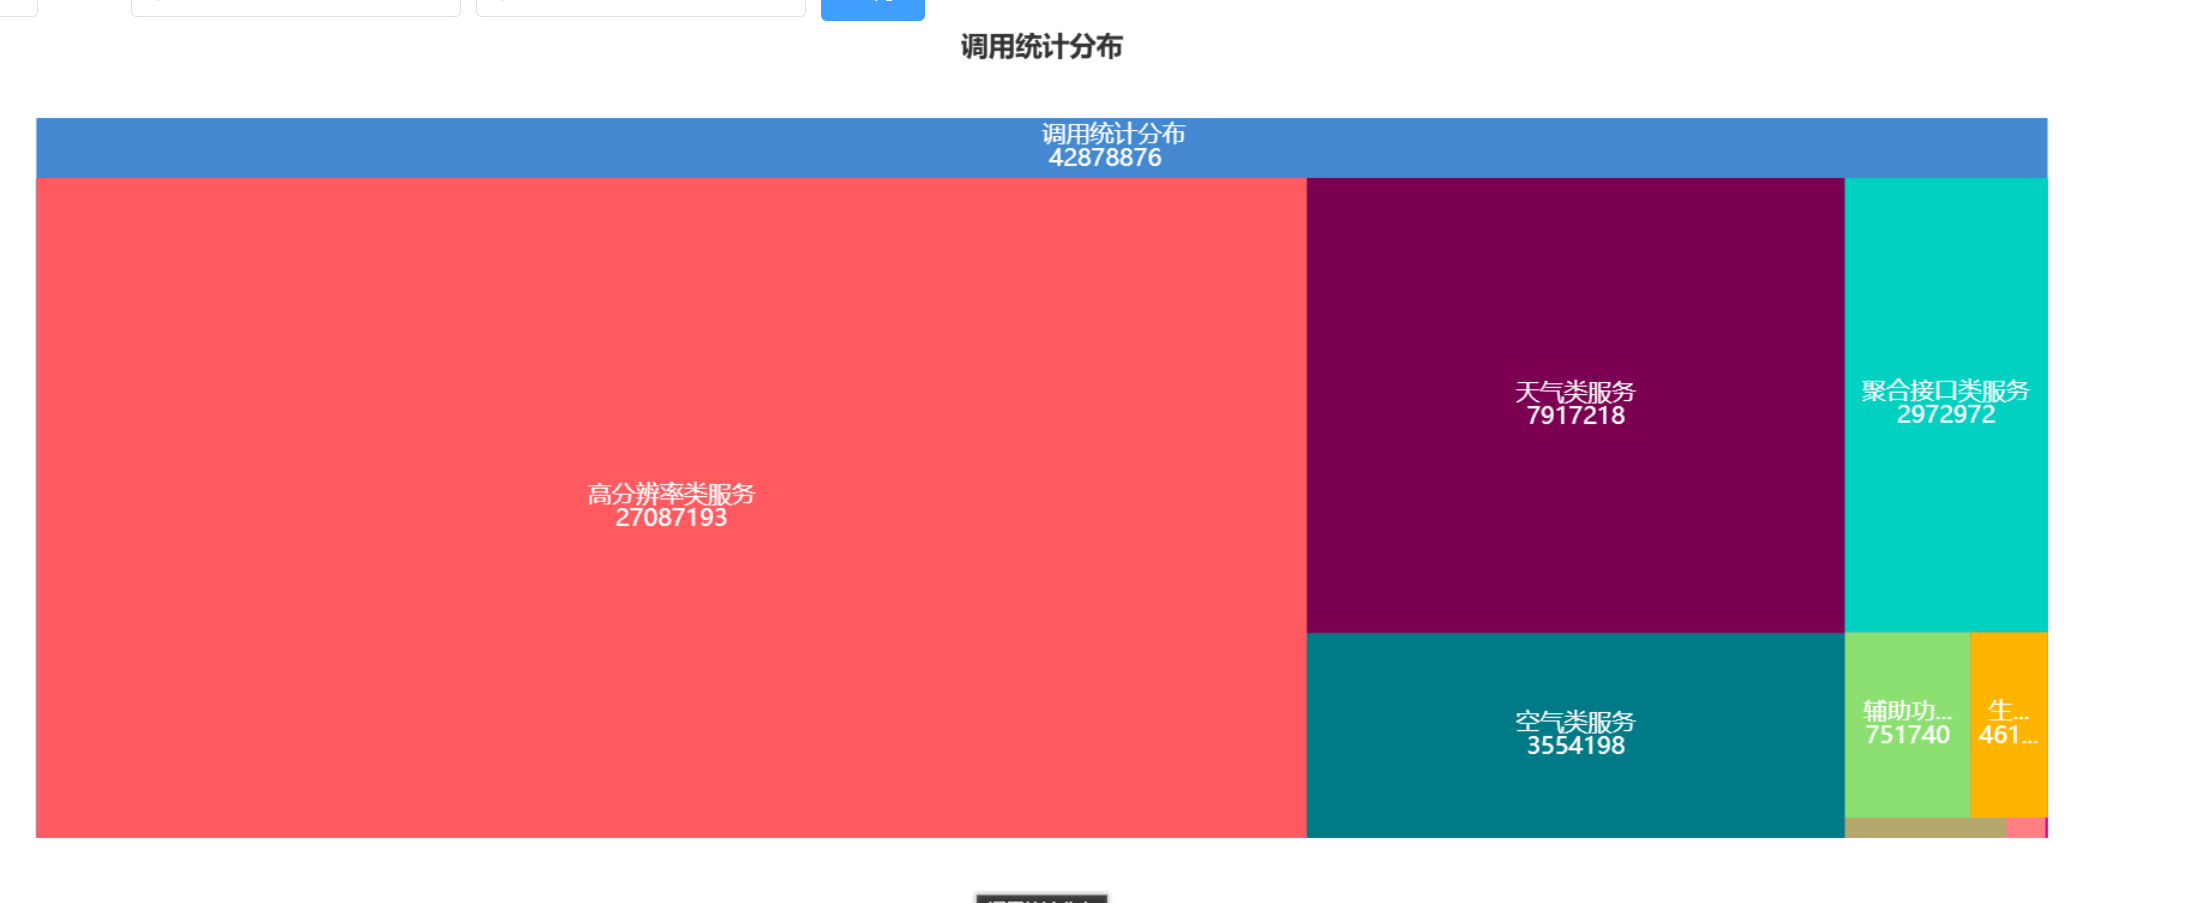 调用统计分布
调用统计分布
42878876
高分辨率类服务
27087193
天气类服务
7917218
聚合接口类服务
2972972
空气类服务
3554198
辅助功...
751740
生...
461...